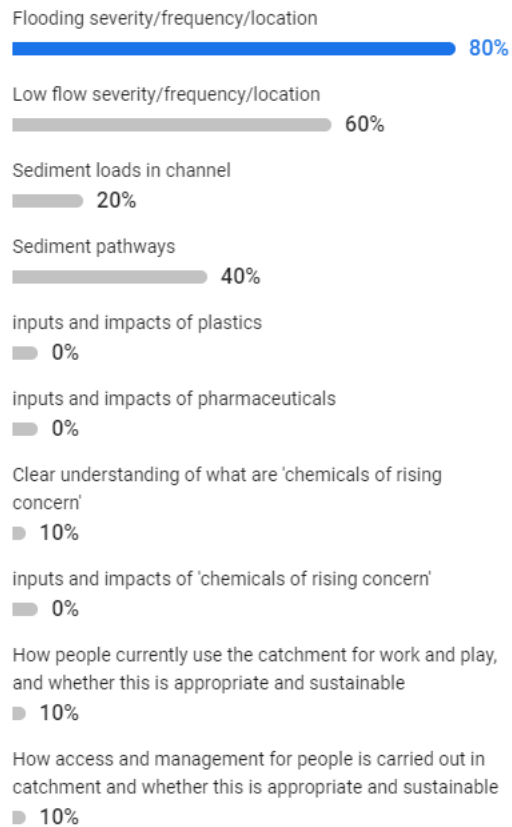 Flooding severity/frequency/location
80%
Low flow severity/frequency/location
60%
Sediment loads in channel
20%
Sediment pathways
40%
inputs and impacts of plastics
0%
inputs and impacts of pharmaceuticals
0%
Clear understanding of what are 'chemicals of rising
concern'
10%
inputs and impacts of 'chemicals of rising concern'
0%
How people currently use the catchment for work and play,
and whether this is appropriate and sustainable
10%
How access and management for people is carried out in
catchment and whether this is appropriate and sustainable
10%